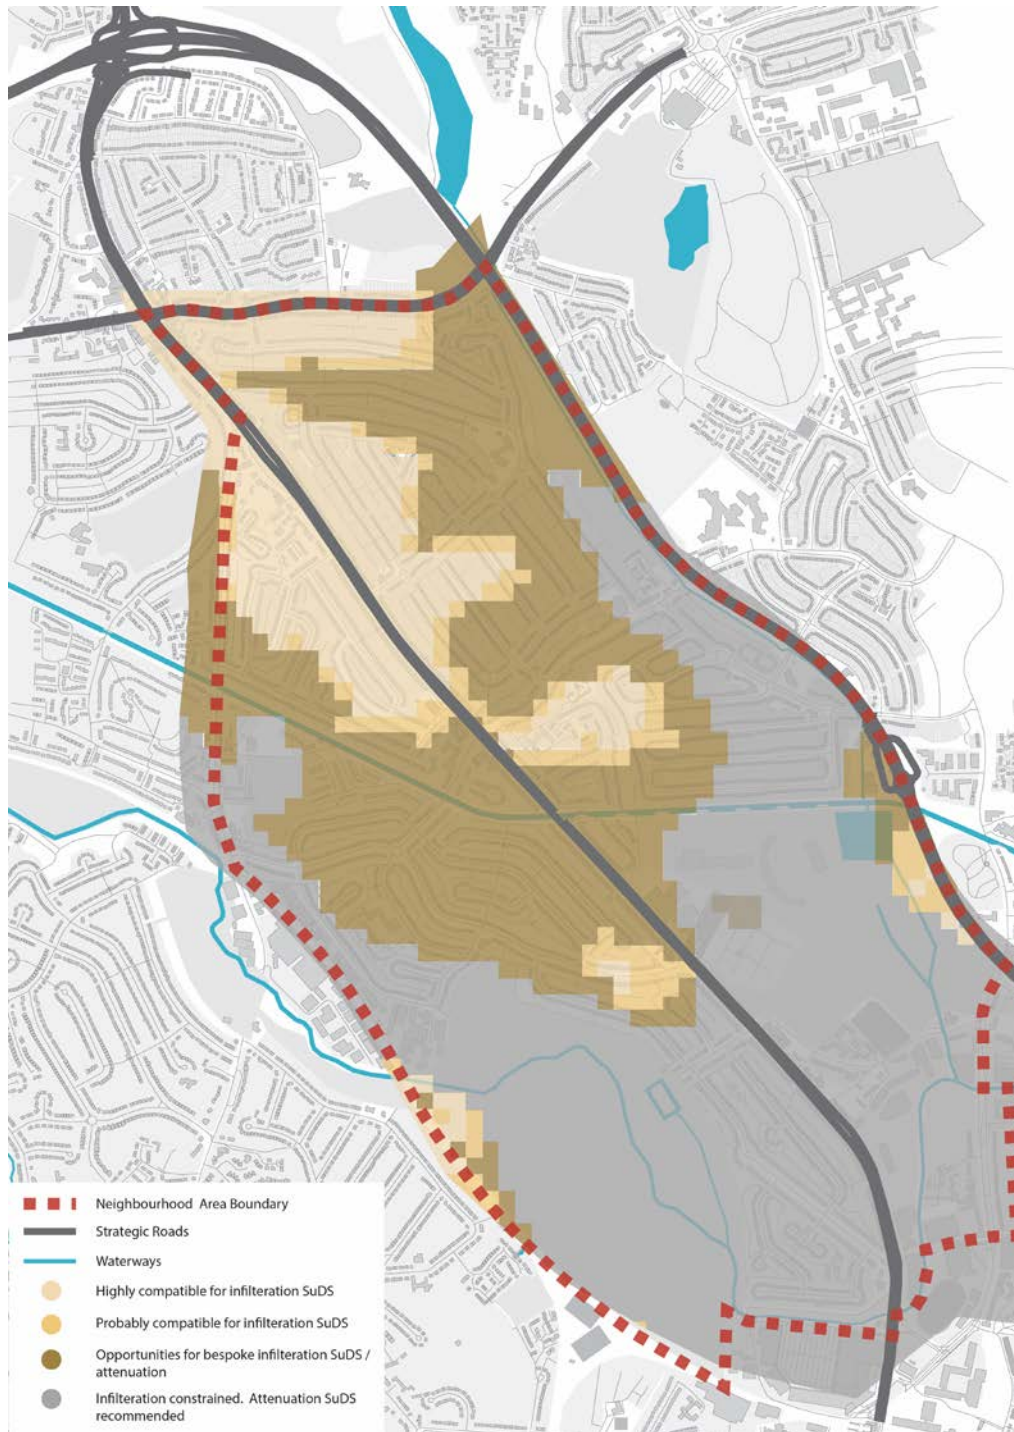 Neighbourhood Area Boundary
Strategic Roads
Waterways
Highly compatible for infilteration SuDS
Probably compatible for infilteration SuDS
Opportunities for bespoke infilteration SuDS /
attenuation
Infilteration constrained. Attenuation SuDS
recommended